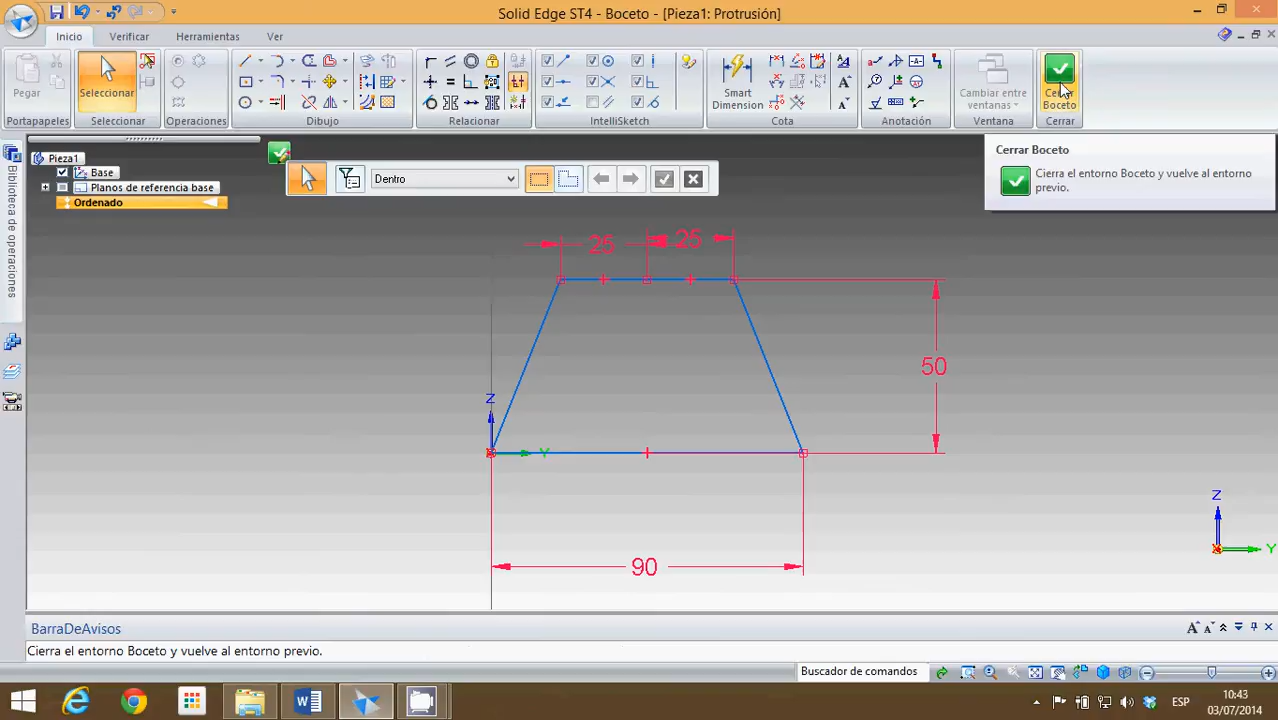 Solid Edge ST4 - Boceto - [Pieza1: Protrusión]
Inicio
Verificar
Herramientas
Ver
Pegar
Seleccionar
Smart Dimension
Cambiar entre ventanas
Cerrar Boceto
Portapapeles
Seleccionar
Operaciones
Dibujo
Relacionar
IntelliSketch
Cota
Anotación
Ventana
Cerrar
Cerrar Boceto
Cierra el entorno Boceto y vuelve al entorno
previo.
Biblioteca de operaciones
Pieza1
Base
Planos de referencia base
Ordenado
Dentro
25
25
50
90
Z
Y
X
Z
Y
X
BarraDeAvisos
Cierra el entorno Boceto y vuelve al entorno previo.
Buscador de comandos
ESP
10:43
03/07/2014